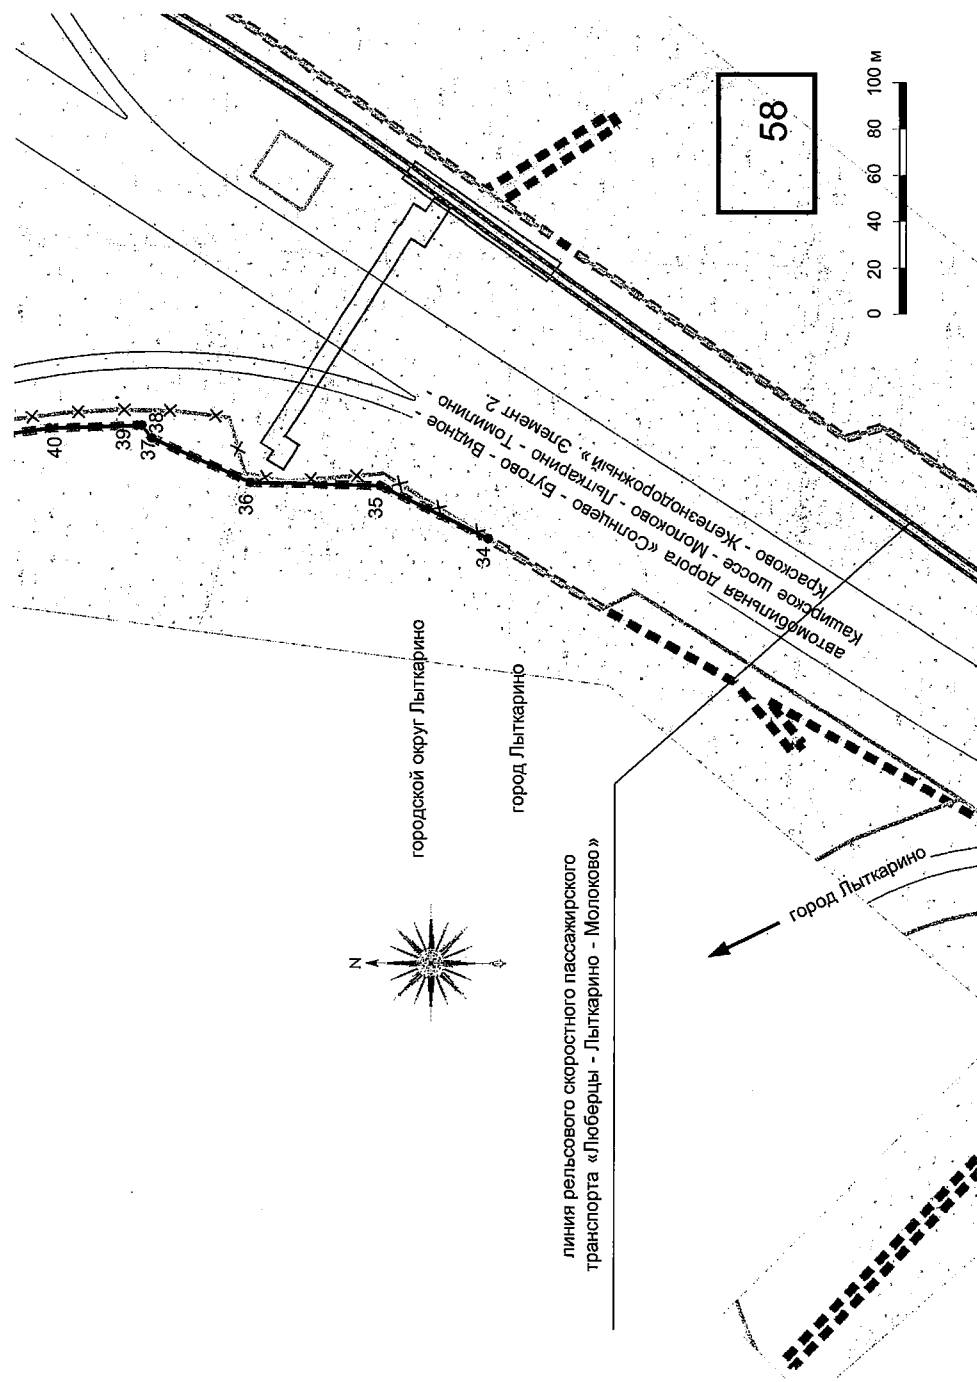 40
39
38
37
36
35
34
58
0 20 40 60 80 100 м
автомобильная дорога «Солнцево - Бутово - Видное -
Каширское шоссе - Молоково - Лыткарино - Томилино -
Красково - Железнодорожный» Элемент 2
городской округ Лыткарино
город Лыткарино
N
линия рельсового скоростного пассажирского
транспорта «Люберцы - Лыткарино - Молоково»
город Лыткарино